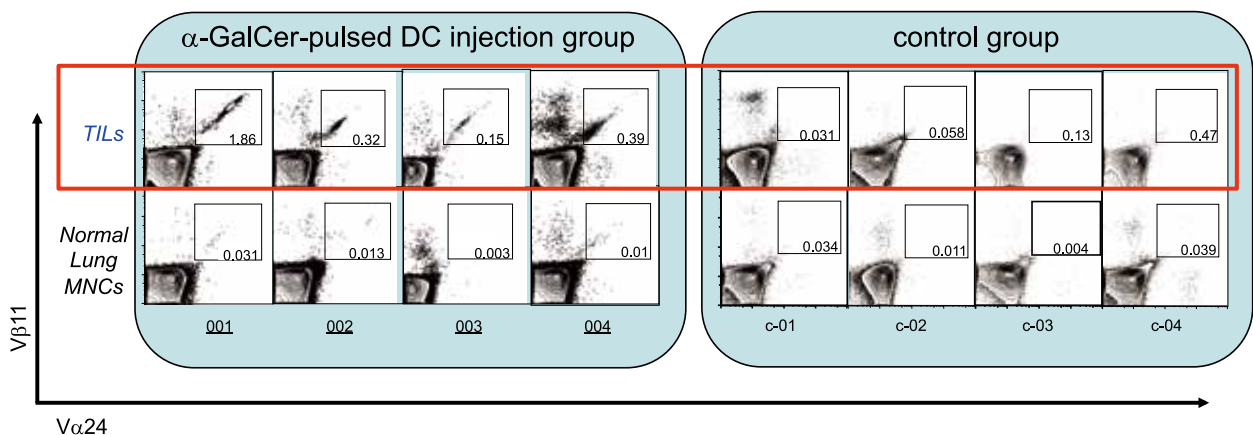 α-GalCer-pulsed DC injection group
control group
TILs
1.86
0.32
0.15
0.39
0.031
0.058
0.13
0.47
Normal
Lung
MNCs
0.031
0.013
0.003
0.01
0.034
0.011
0.004
0.039
001
002
003
004
c-01
c-02
c-03
c-04
Vβ11
Vα24